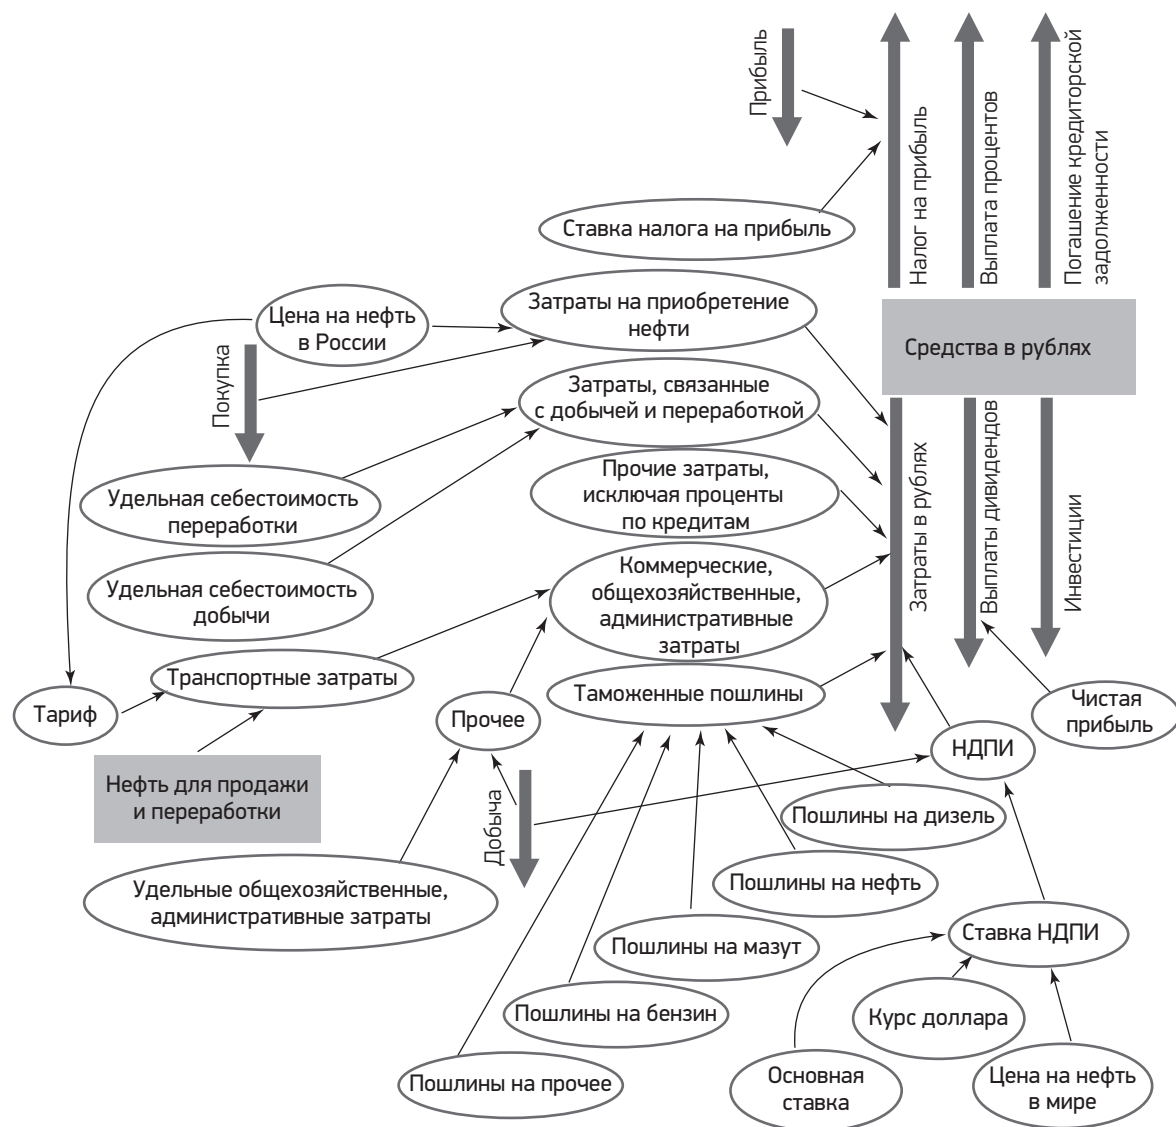 Прибыль
Налог на прибыль
Выплата процентов
Погашение кредиторской
задолженности
Ставка налога на прибыль
Цена на нефть
в России
Затраты на приобретение
нефти
Средства в рублях
Покупка
Затраты, связанные
с добычей и переработкой
Удельная себестоимость
переработки
Прочие затраты,
исключая проценты
по кредитам
Затраты в рублях
Выплаты дивидендов
Инвестиции
Удельная себестоимость
добычи
Коммерческие,
общехозяйственные,
административные
затраты
Транспортные затраты
Таможенные пошлины
Тариф
Прочее
Чистая
прибыль
НДПИ
Нефть для продажи
и переработки
Добыча
Пошлины на дизель
Удельные общехозяйственные,
административные затраты
Пошлины на нефть
Пошлины на мазут
Ставка НДПИ
Пошлины на бензин
Курс доллара
Пошлины на прочее
Основная
ставка
Цена на нефть
в мире